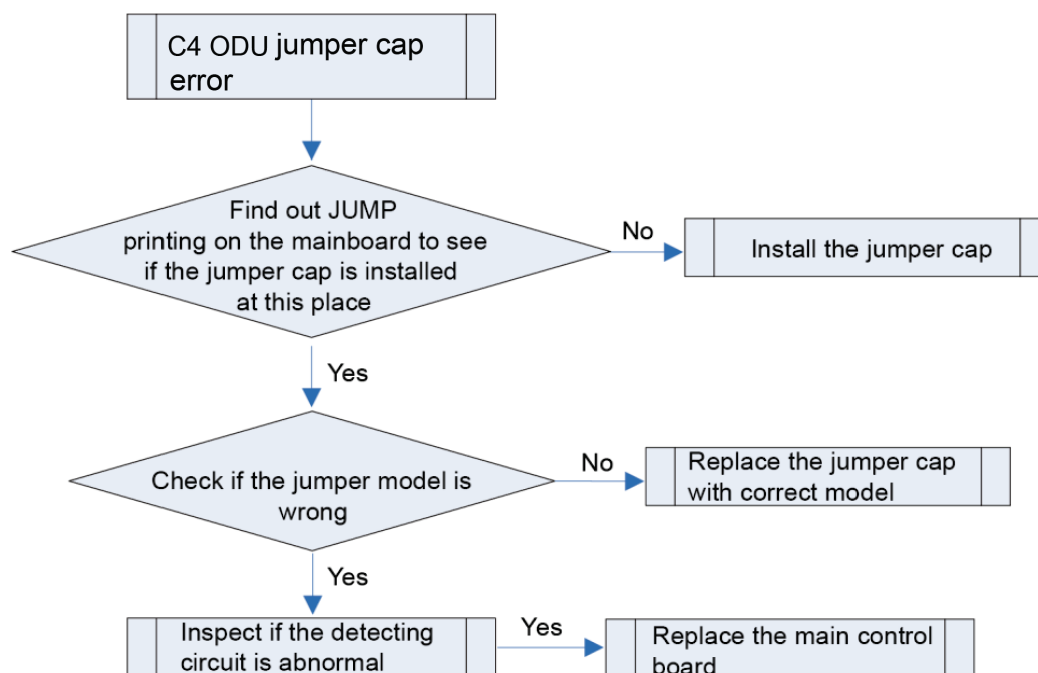 C4 ODU jumper cap
error
Find out JUMP
printing on the mainboard to see
if the jumper cap is installed
at this place
No
Install the jumper cap
Yes
Check if the jumper model is
wrong
No
Replace the jumper cap
with correct model
Yes
Inspect if the detecting
circuit is abnormal
Yes
Replace the main control
board